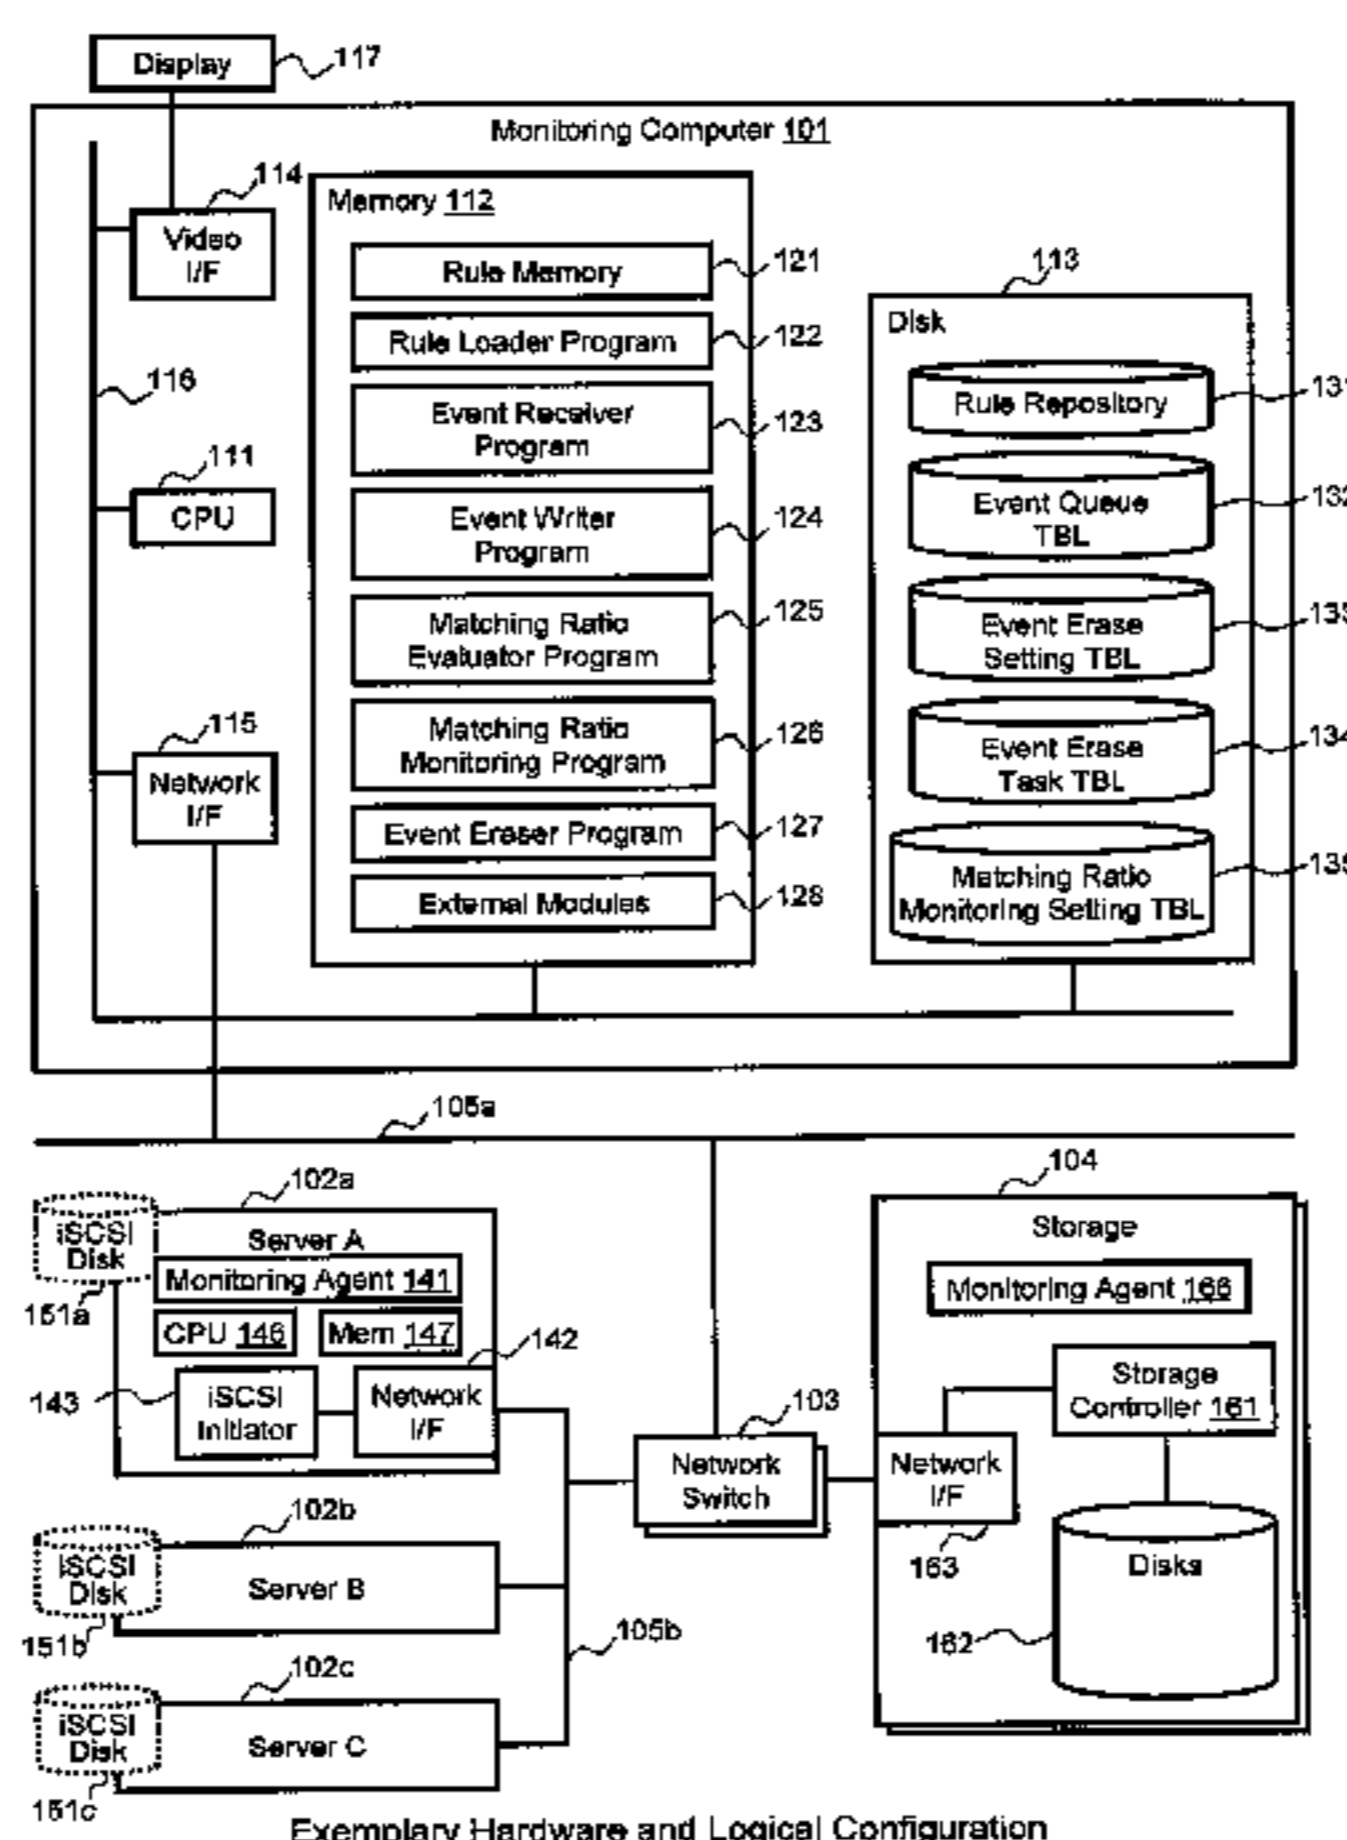 Display
117
Monitoring Computer 101
114
Video
I/F
116
111
CPU
115
Network
I/F
Memory 112
Rule Memory
121
Rule Loader Program
122
Event Receiver
Program
123
Event Writer
Program
124
Matching Ratio
Evaluator Program
125
Matching Ratio
Monitoring Program
126
Event Eraser Program
127
External Modules
128
113
Disk
Rule Repository
131
Event Queue
TBL
132
Event Erase
Setting TBL
133
Event Erase
Task TBL
134
Matching Ratio
Monitoring Setting TBL
135
105a
102a
iSCSI
Disk
151a
Server A
Monitoring Agent 141
CPU 146
Mem 147
142
143
iSCSI
Initiator
Network
I/F
102b
iSCSI
Disk
151b
Server B
102c
iSCSI
Disk
151c
Server C
105b
103
Network
Switch
104
Storage
Monitoring Agent 166
Storage
Controller 161
Network
I/F
163
Disks
162
Exemplary Hardware and Logical Configuration